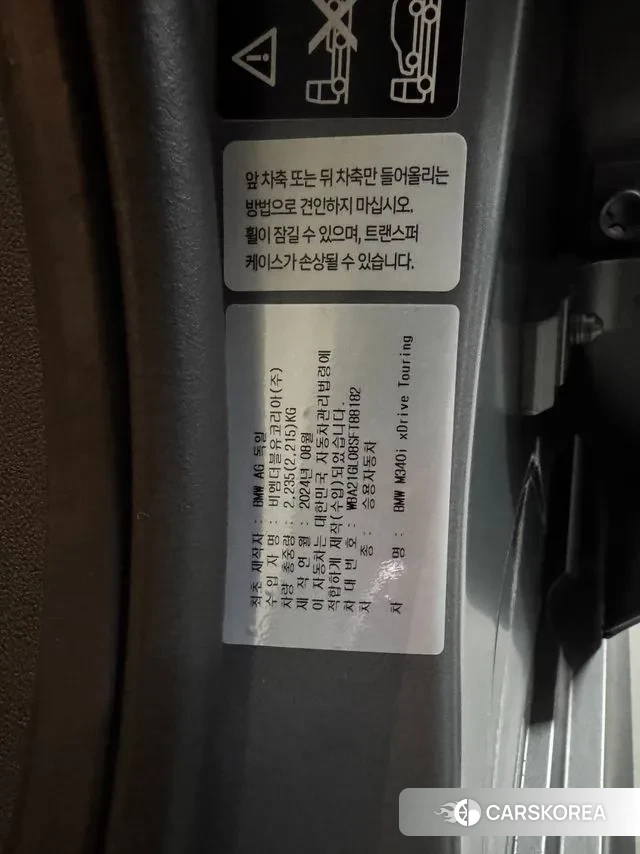 앞 차축 또는 뒤 차축만 들어올리는
방법으로 견인하지 마십시오.
휠이 잠길 수 있으며, 트랜스퍼
케이스가 손상될 수 있습니다.
최초 제작자 : BMW AG 독일
수 입 자 명 : 비엠더블유코리아(주)
차량 총중량 : 2,235(2,215)KG
제 작 연 월 : 2024년 08월
이 자동차는 대한민국 자동차관리법령에
적합하게 제작(수입)되었습니다.
차 대 번 호 : WBA21GL08SFT88182
차 종 : 승용자동차
차 명 : BMW M340i xDrive Touring
CARSKOREA